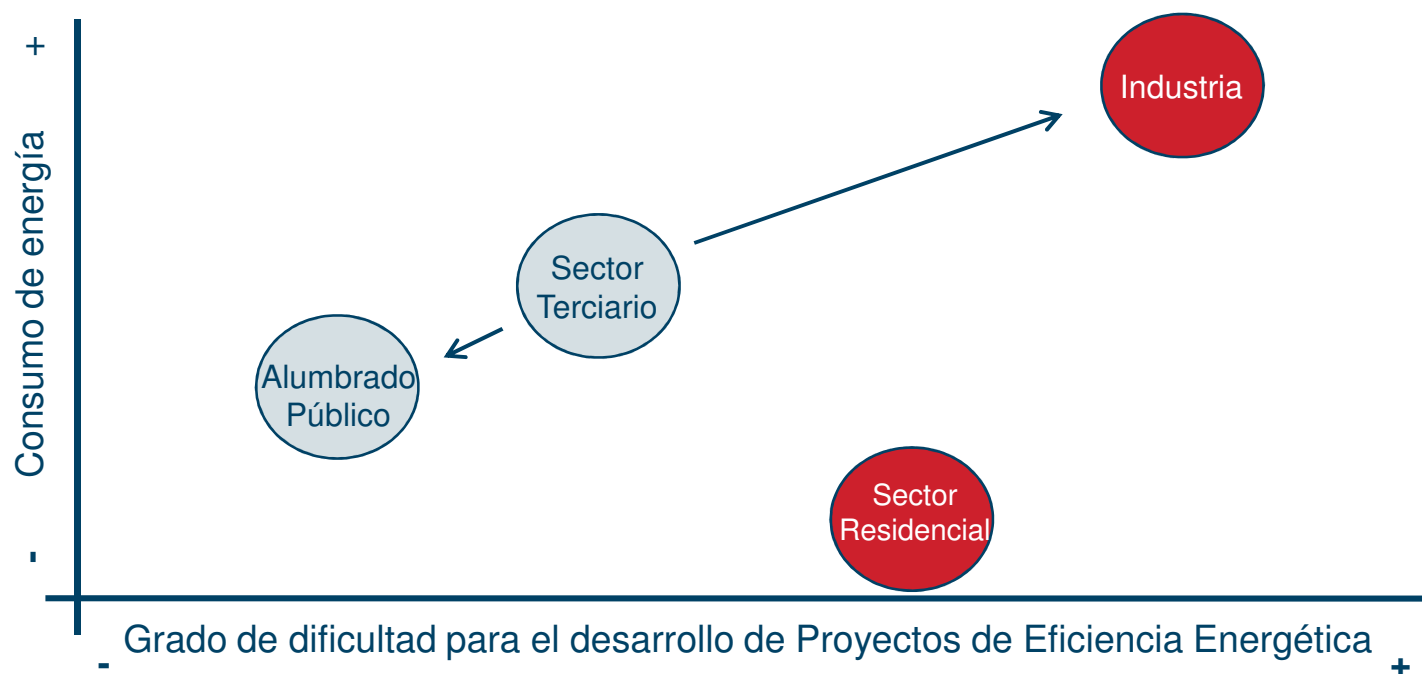 +
Consumo de energía
-
Industria
Sector
Terciario
Alumbrado
Público
Sector
Residencial
Grado de dificultad para el desarrollo de Proyectos de Eficiencia Energética
-
+